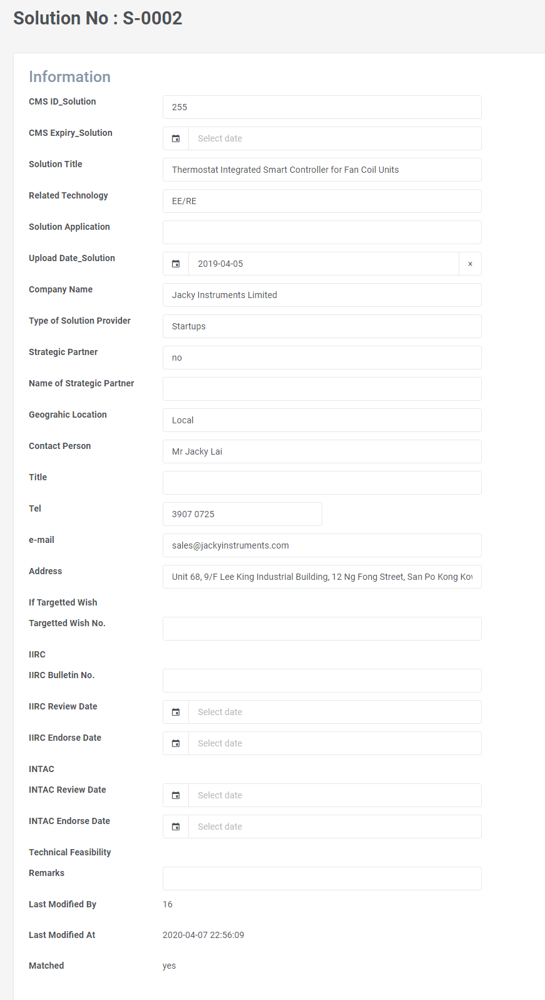 Solution No : S-0002
Information
CMS ID_Solution 255
CMS Expiry_Solution Select date
Solution Title Thermostat Integrated Smart Controller for Fan Coil Units
Related Technology EE/RE
Solution Application
Upload Date_Solution 2019-04-05 ×
Company Name Jacky Instruments Limited
Type of Solution Provider Startups
Strategic Partner no
Name of Strategic Partner
Geograhic Location Local
Contact Person Mr Jacky Lai
Title
Tel 3907 0725
e-mail sales@jackyinstruments.com
Address Unit 68, 9/F Lee King Industrial Building, 12 Ng Fong Street, San Po Kong
If Targetted Wish
Targetted Wish No.
IIRC
IIRC Bulletin No.
IIRC Review Date Select date
IIRC Endorse Date Select date
INTAC
INTAC Review Date Select date
INTAC Endorse Date Select date
Technical Feasibility
Remarks
Last Modified By 16
Last Modified At 2020-04-07 22:56:09
Matched yes